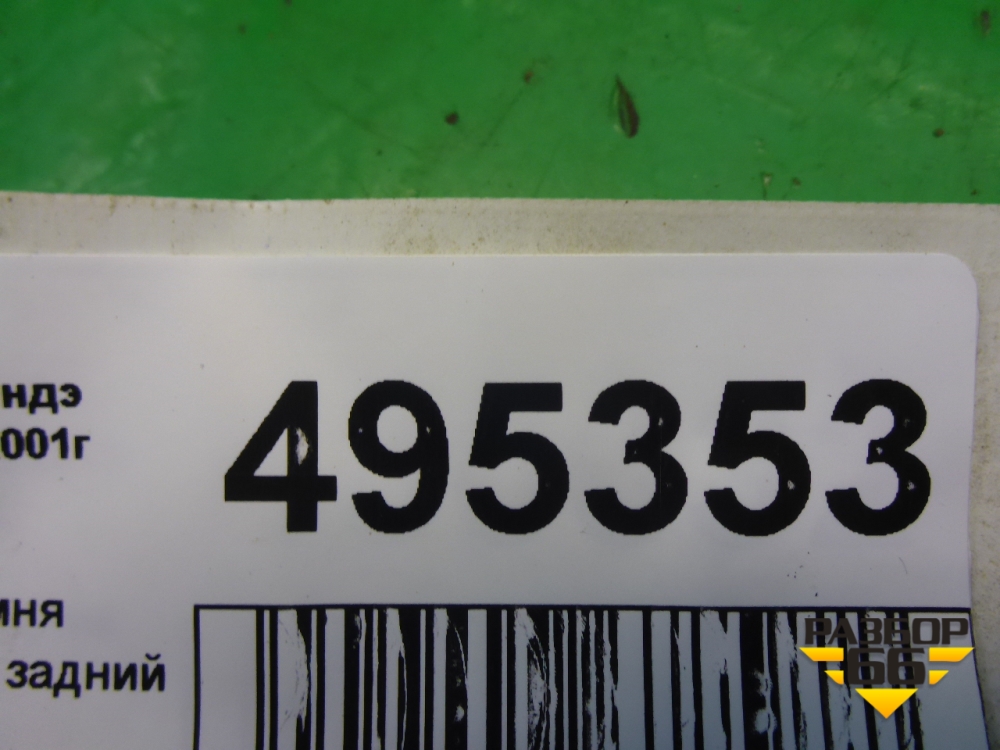 ндэ
001г
495353
мня
задний
РАЗБОР
66